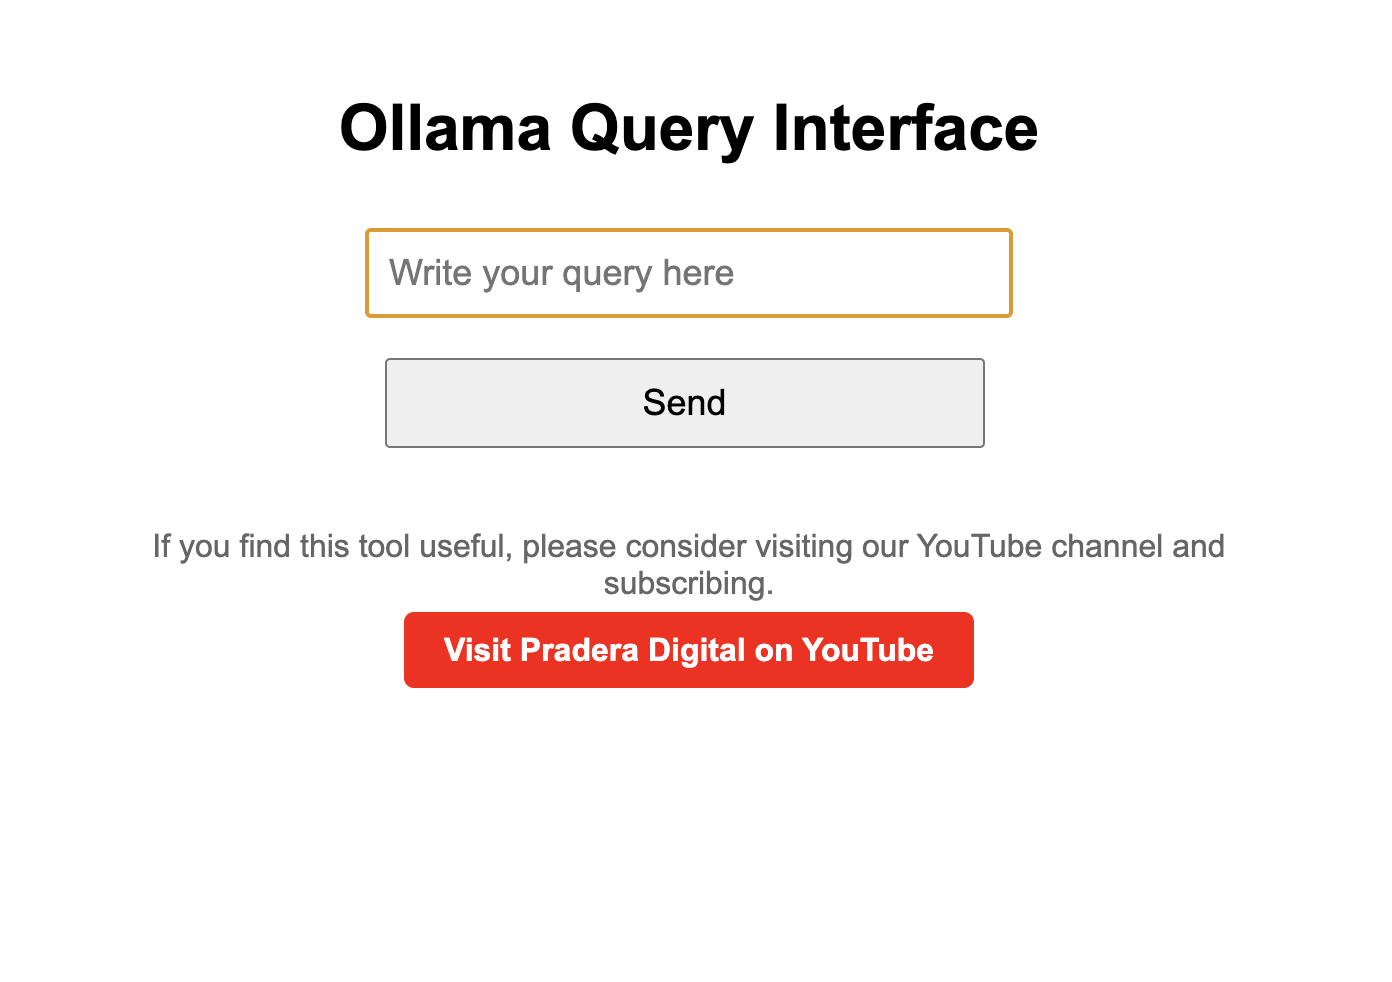 Ollama Query Interface
Write your query here
Send
If you find this tool useful, please consider visiting our YouTube channel and
subscribing.
Visit Pradera Digital on YouTube